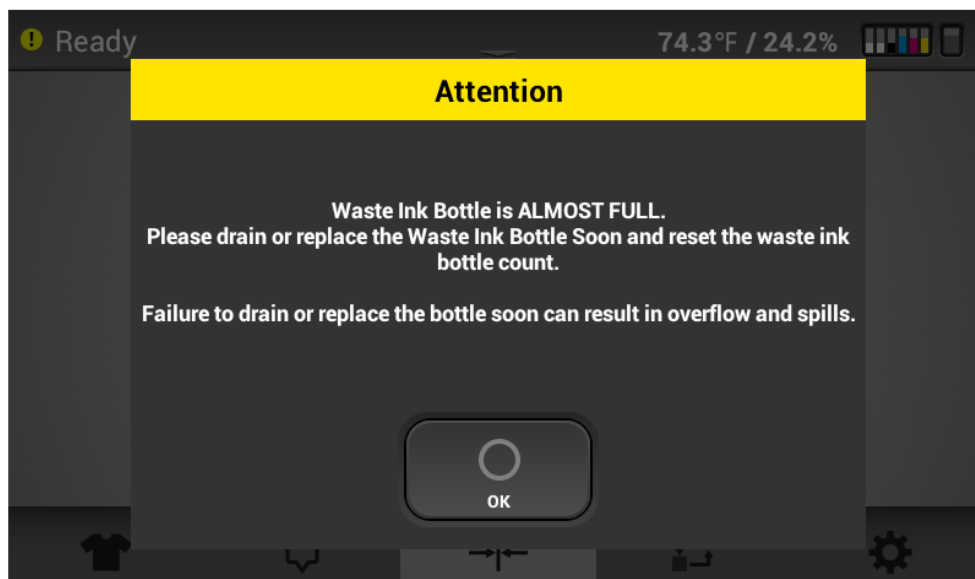 Ready
74.3°F / 24.2%
Attention
Waste Ink Bottle is ALMOST FULL.
Please drain or replace the Waste Ink Bottle Soon and reset the waste ink
bottle count.
Failure to drain or replace the bottle soon can result in overflow and spills.
OK